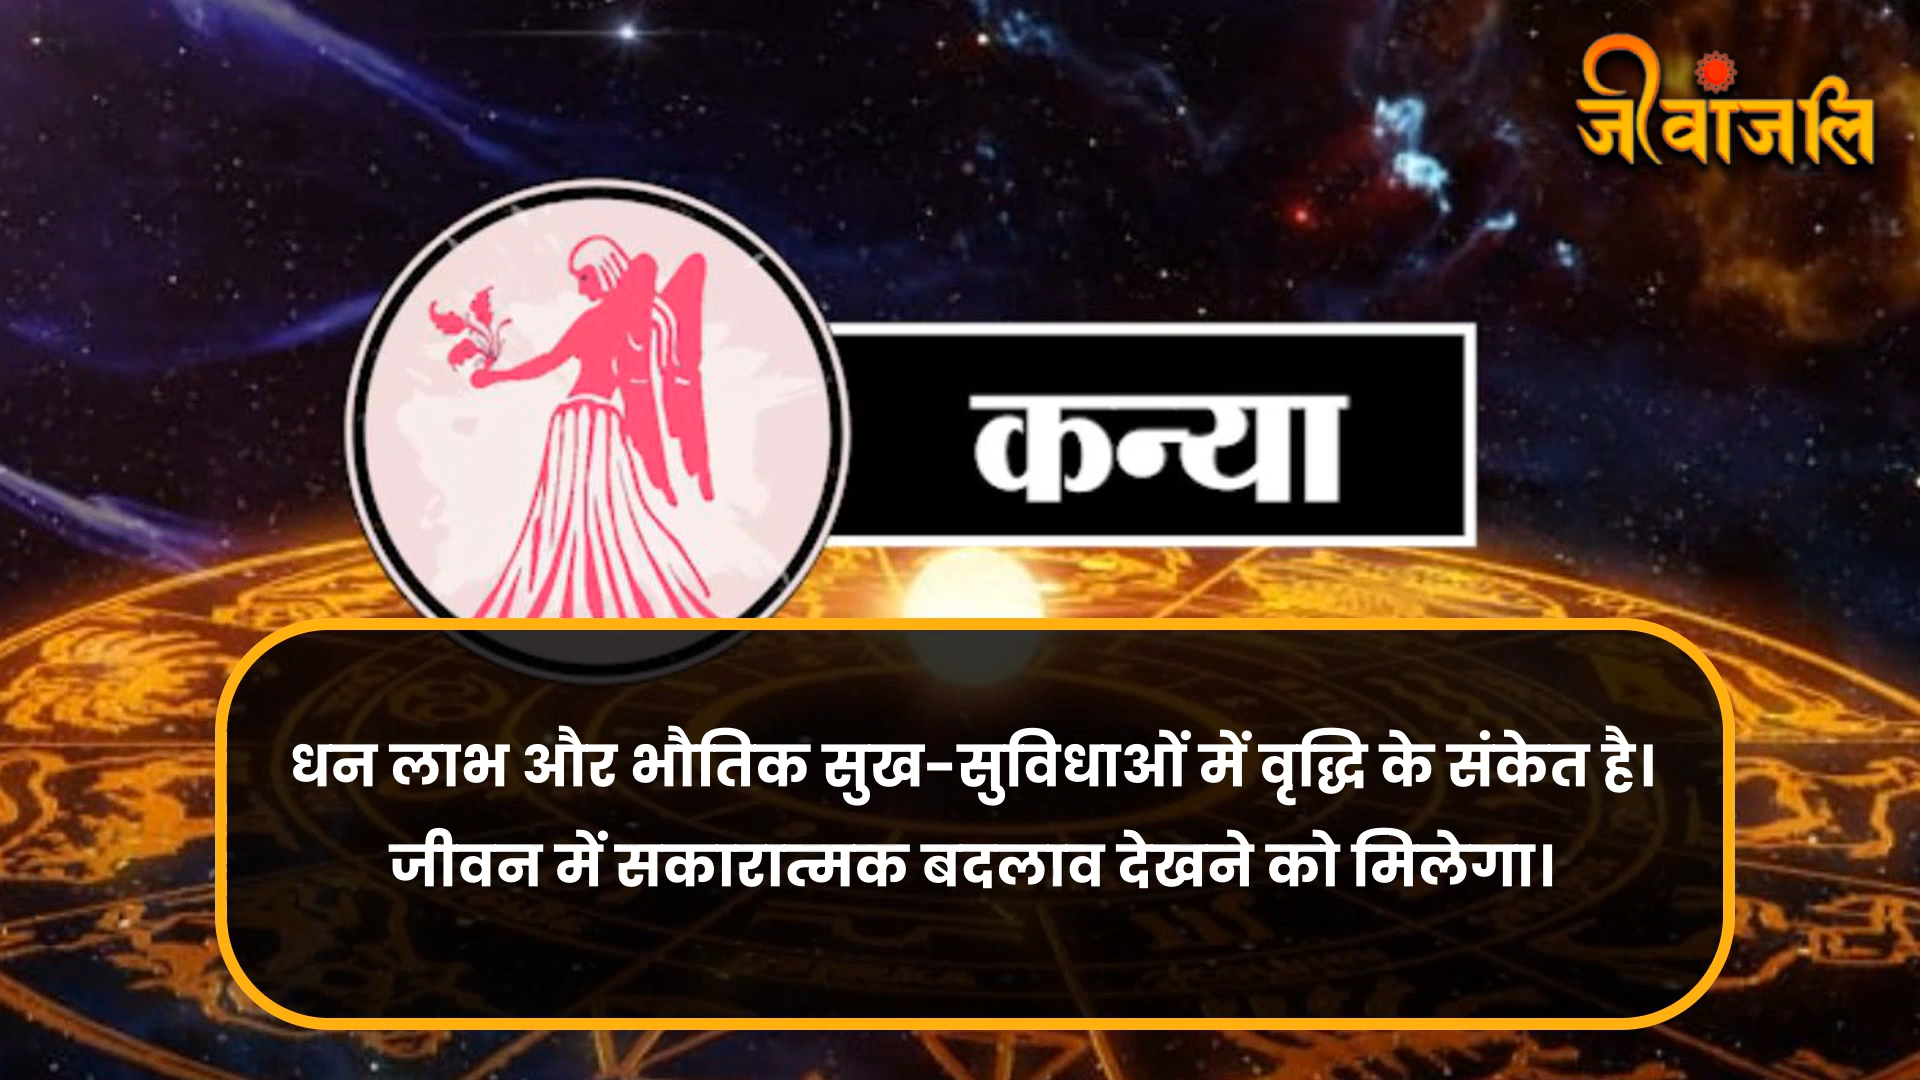 जीवांजलि
कन्या
धन लाभ और भौतिक सुख-सुविधाओं में वृद्धि के संकेत है।
जीवन में सकारात्मक बदलाव देखने को मिलेगा।